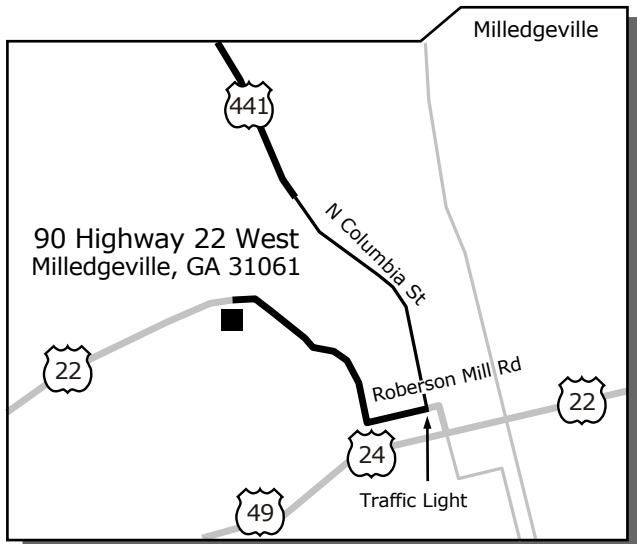 Milledgeville
441
N Columbia St
90 Highway 22 West
Milledgeville, GA 31061
22
Roberson Mill Rd
22
24
Traffic Light
49